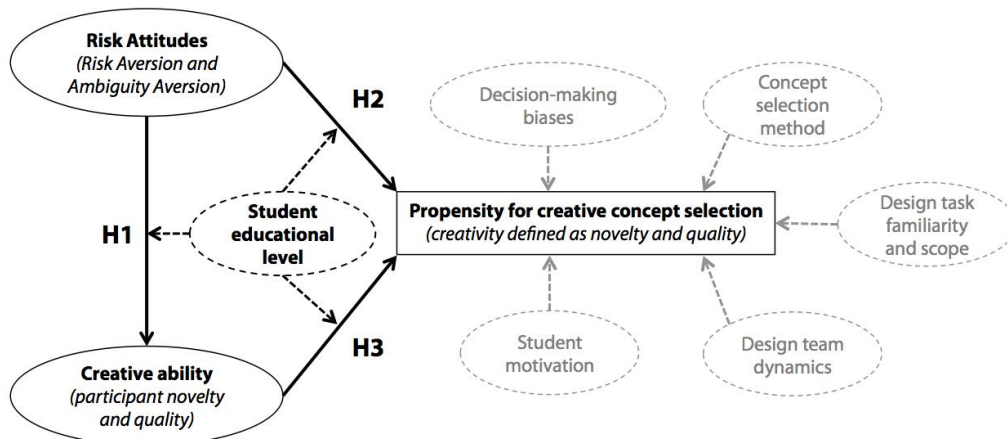 Risk Attitudes
(Risk Aversion and
Ambiguity Aversion)
H2
Decision-making
biases
Concept
selection
method
H1
Student
educational
level
Propensity for creative concept selection
(creativity defined as novelty and quality)
Design task
familiarity
and scope
H3
Student
motivation
Design team
dynamics
Creative ability
(participant novelty
and quality)